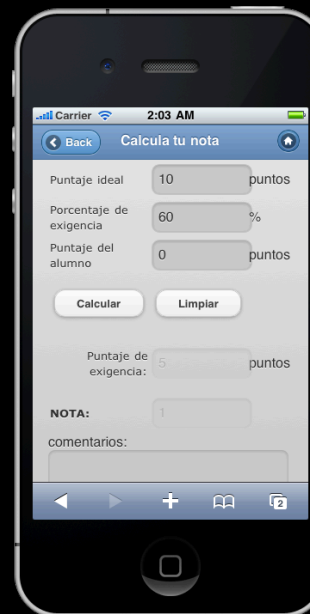 Carrier 2:03 AM
Back Calcula tu nota
Puntaje ideal 10 puntos
Porcentaje de
exigencia 60 %
Puntaje del
alumno 0 puntos
Calcular Limpiar
Puntaje de
exigencia: 5 puntos
NOTA: 1
comentarios:
2